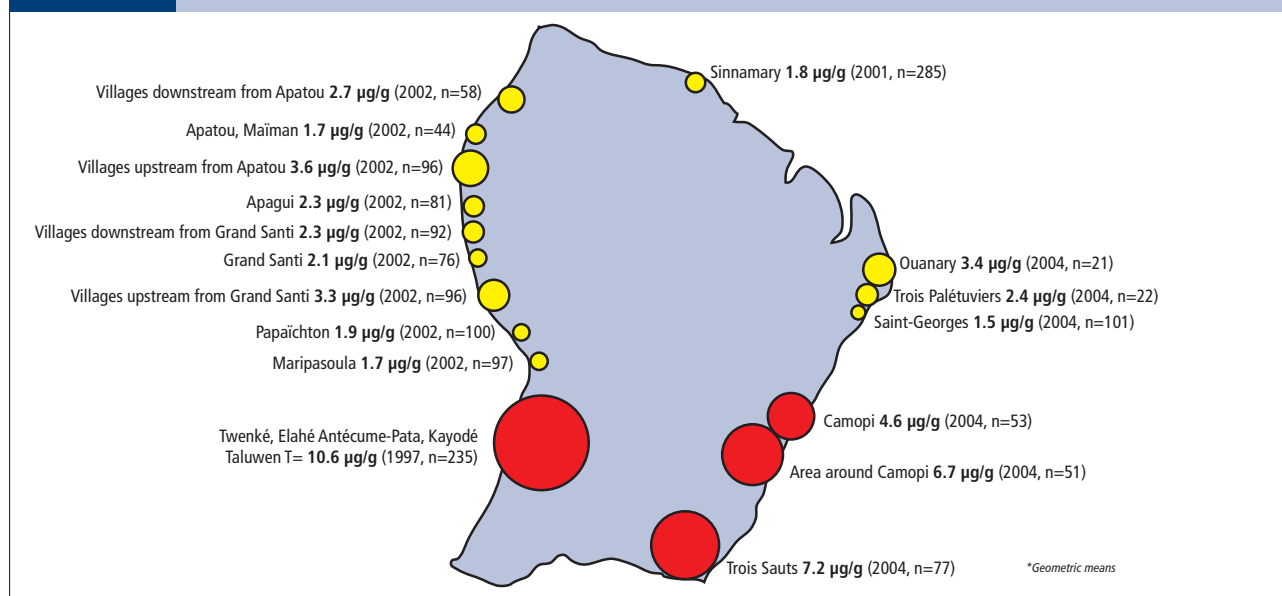 Sinnamary 1.8 µg/g (2001, n=285)
Villages downstream from Apatou 2.7 µg/g (2002, n=58)
Apatou, Maïman 1.7 µg/g (2002, n=44)
Villages upstream from Apatou 3.6 µg/g (2002, n=96)
Apagui 2.3 µg/g (2002, n=81)
Villages downstream from Grand Santi 2.3 µg/g (2002, n=92)
Grand Santi 2.1 µg/g (2002, n=76)
Villages upstream from Grand Santi 3.3 µg/g (2002, n=96)
Papaïchton 1.9 µg/g (2002, n=100)
Maripasoula 1.7 µg/g (2002, n=97)
Twenké, Elahé Antécume-Pata, Kayodé
Taluwen T= 10.6 µg/g (1997, n=235)
Ouanary 3.4 µg/g (2004, n=21)
Trois Palétuviers 2.4 µg/g (2004, n=22)
Saint-Georges 1.5 µg/g (2004, n=101)
Camopi 4.6 µg/g (2004, n=53)
Area around Camopi 6.7 µg/g (2004, n=51)
Trois Sauts 7.2 µg/g (2004, n=77)
*Geometric means